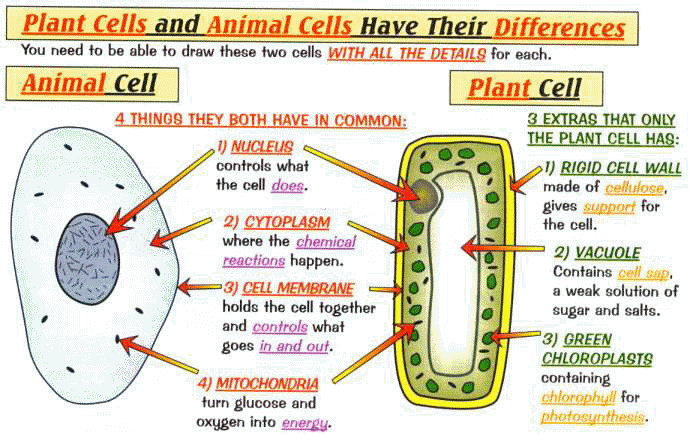 Plant Cells and Animal Cells Have Their Differences
You need to be able to draw these two cells WITH ALL THE DETAILS for each.
Animal Cell
Plant Cell
4 THINGS THEY BOTH HAVE IN COMMON:
1) NUCLEUS
controls what
the cell does.
2) CYTOPLASM
where the chemical
reactions happen.
3) CELL MEMBRANE
holds the cell together
and controls what
goes in and out.
4) MITOCHONDRIA
turn glucose and
oxygen into energy.
3 EXTRAS THAT ONLY
THE PLANT CELL HAS:
1) RIGID CELL WALL
made of cellulose,
gives support for
the cell.
2) VACUOLE
Contains cell sap,
a weak solution of
sugar and salts.
3) GREEN
CHLOROPLASTS
containing
chlorophyll for
photosynthesis.